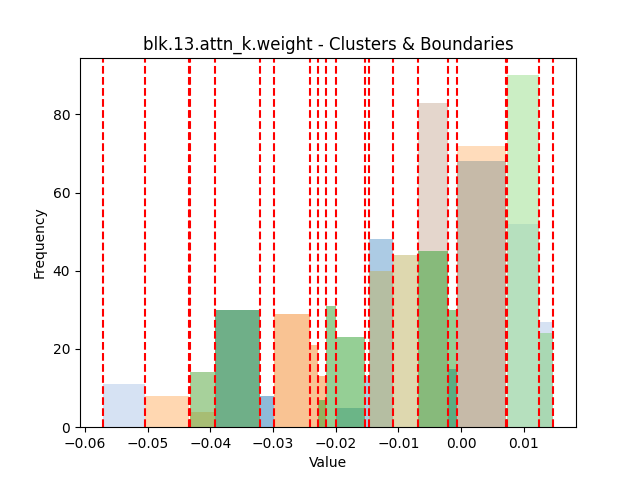 blk.13.attn_k.weight - Clusters & Boundaries
80
60
40
20
0
Frequency
−0.06 −0.05 −0.04 −0.03 −0.02 −0.01 0.00 0.01
Value